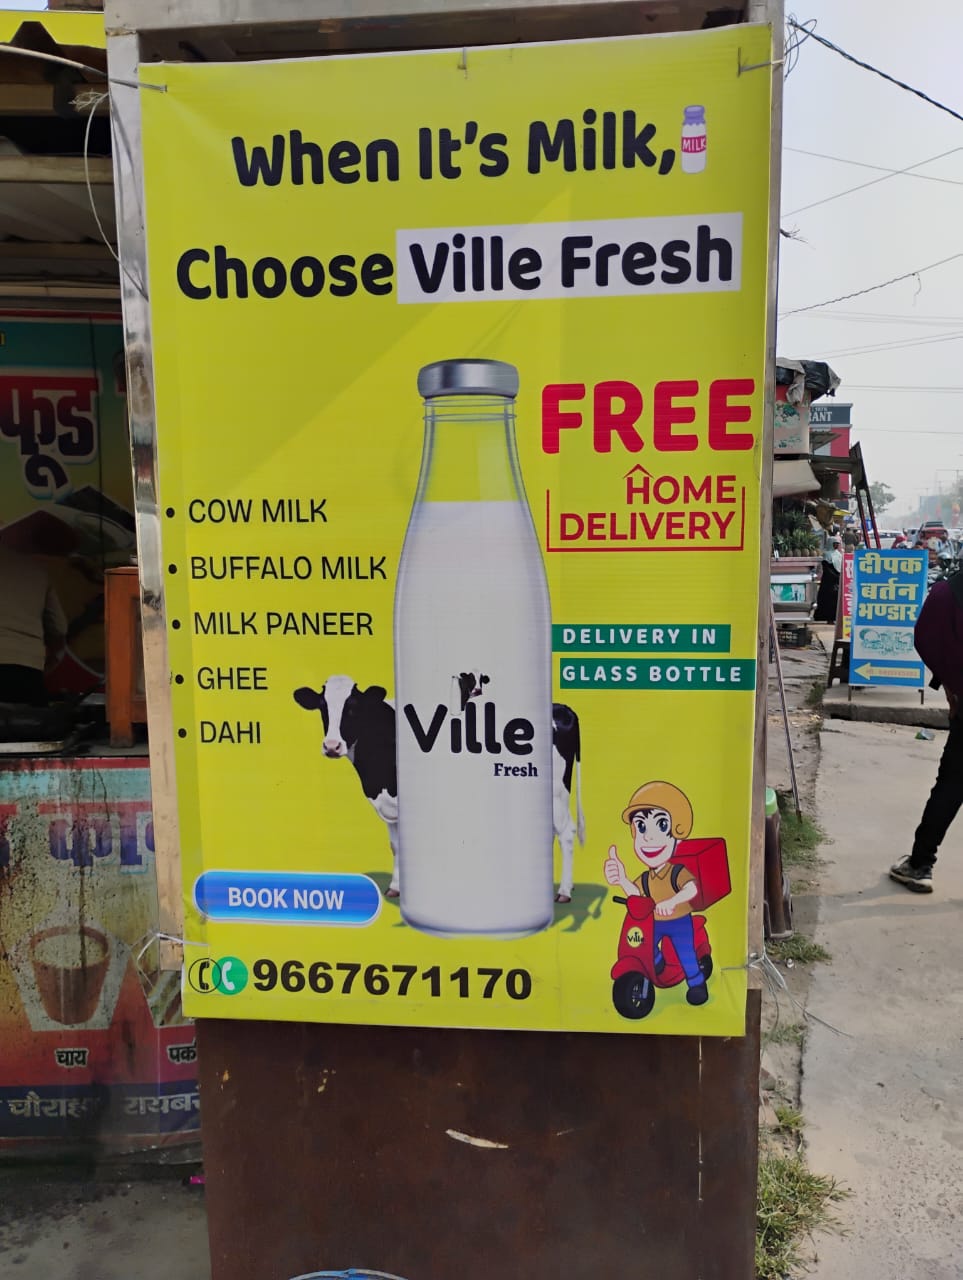 When It's Milk,
MILK
Choose Ville Fresh
FREE
HOME
DELIVERY
• COW MILK
• BUFFALO MILK
• MILK PANEER
• GHEE
• DAHI
DELIVERY IN
GLASS BOTTLE
Ville
Fresh
BOOK NOW
9667671170
Ville
फूड
चाय
चौराहा
दीपक
बर्तन
भण्डार